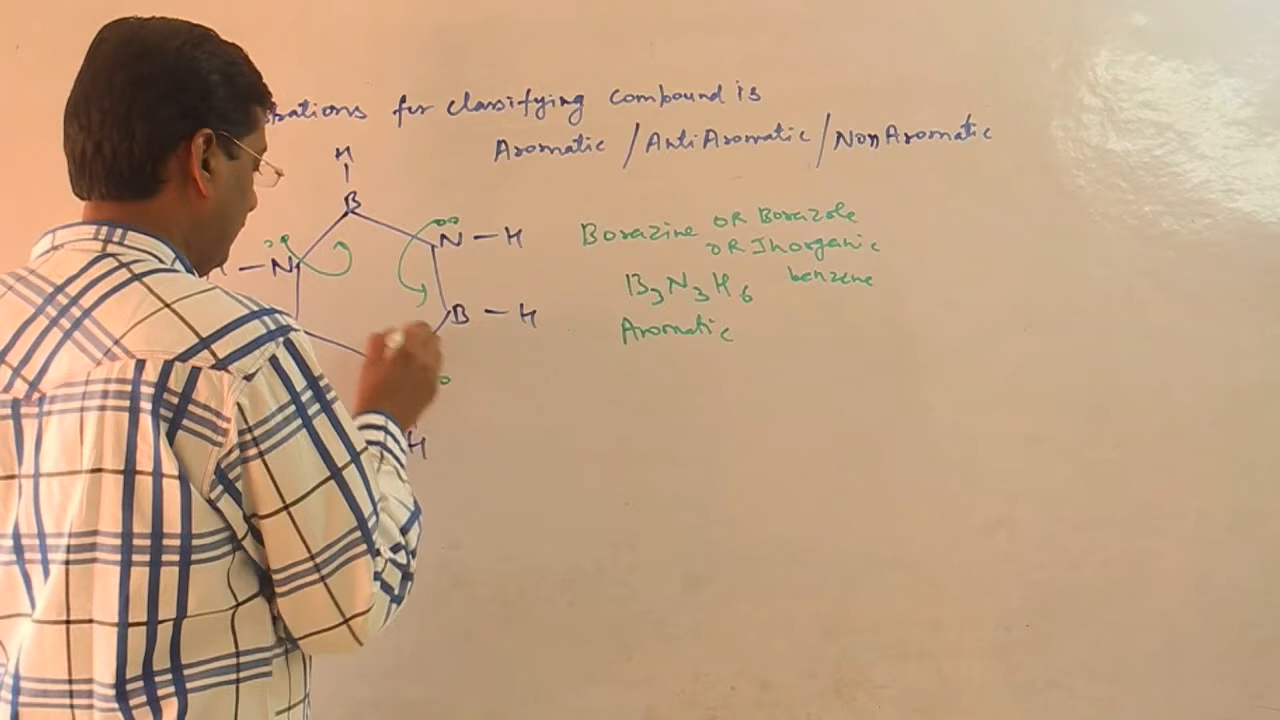 for classifying compound is
Aromatic / AntiAromatic / NonAromatic
H
B
N - H
- N
B - H
H
Borazine OR Borazole
OR Inorganic
benzene
B3N3H6
Aromatic